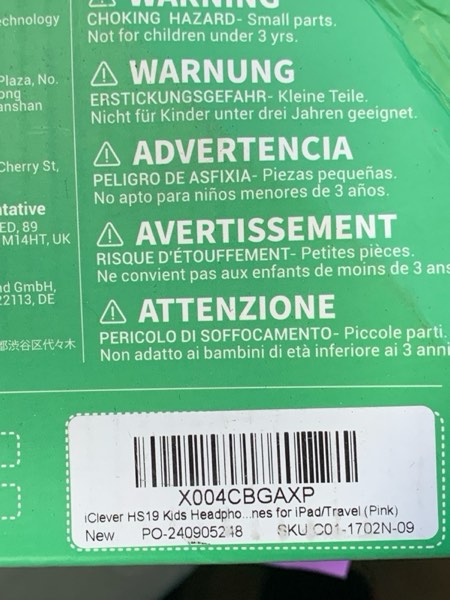 WARNING
echnology
CHOKING HAZARD- Small parts.
Not for children under 3 yrs.
Plaza, No.
ong
anshan
WARNUNG
ERSTICKUNGSGEFAHR- Kleine Teile.
Nicht für Kinder unter drei Jahren geeignet.
Cherry St,
ADVERTENCIA
PELIGRO DE ASFIXIA- Piezas pequeñas.
No apto para niños menores de 3 años.
ntative
ED, 89
M14HT, UK
AVERTISSEMENT
RISQUE D'ÉTOUFFEMENT- Petites pièces.
Ne convient pas aux enfants de moins de 3 ans
nd GmbH,
22113, DE
ATTENZIONE
PERICOLO DI SOFFOCAMENTO- Piccole parti.
Non adatto ai bambini di età inferiore ai 3 anni
都渋谷区代々木
X004CBGAXP
iClever HS19 Kids Headpho...nes for iPad/Travel (Pink)
New PO-240905248 SKU C01-1702N-09